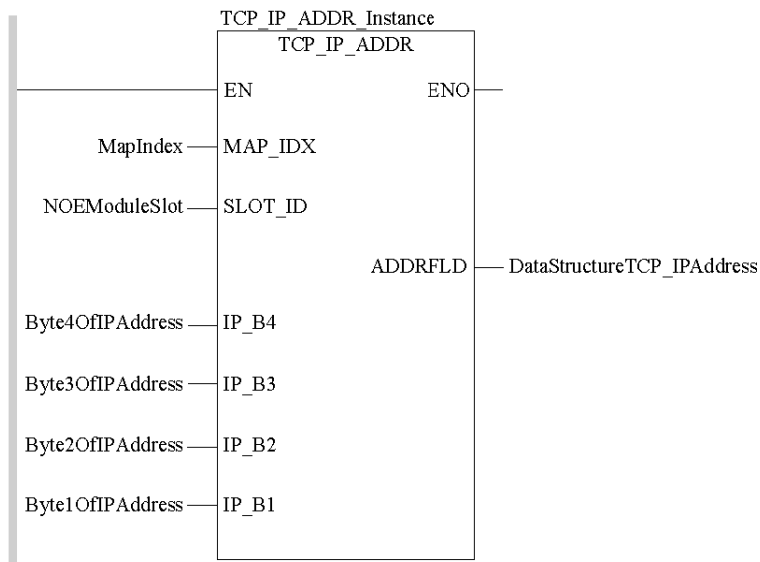 TCP_IP_ADDR_Instance
TCP_IP_ADDR
EN ENO
MapIndex MAP_IDX
NOEModuleSlot SLOT_ID
ADDRFLD DataStructureTCP_IPAddress
Byte4OfIPAddress IP_B4
Byte3OfIPAddress IP_B3
Byte2OfIPAddress IP_B2
Byte1OfIPAddress IP_B1